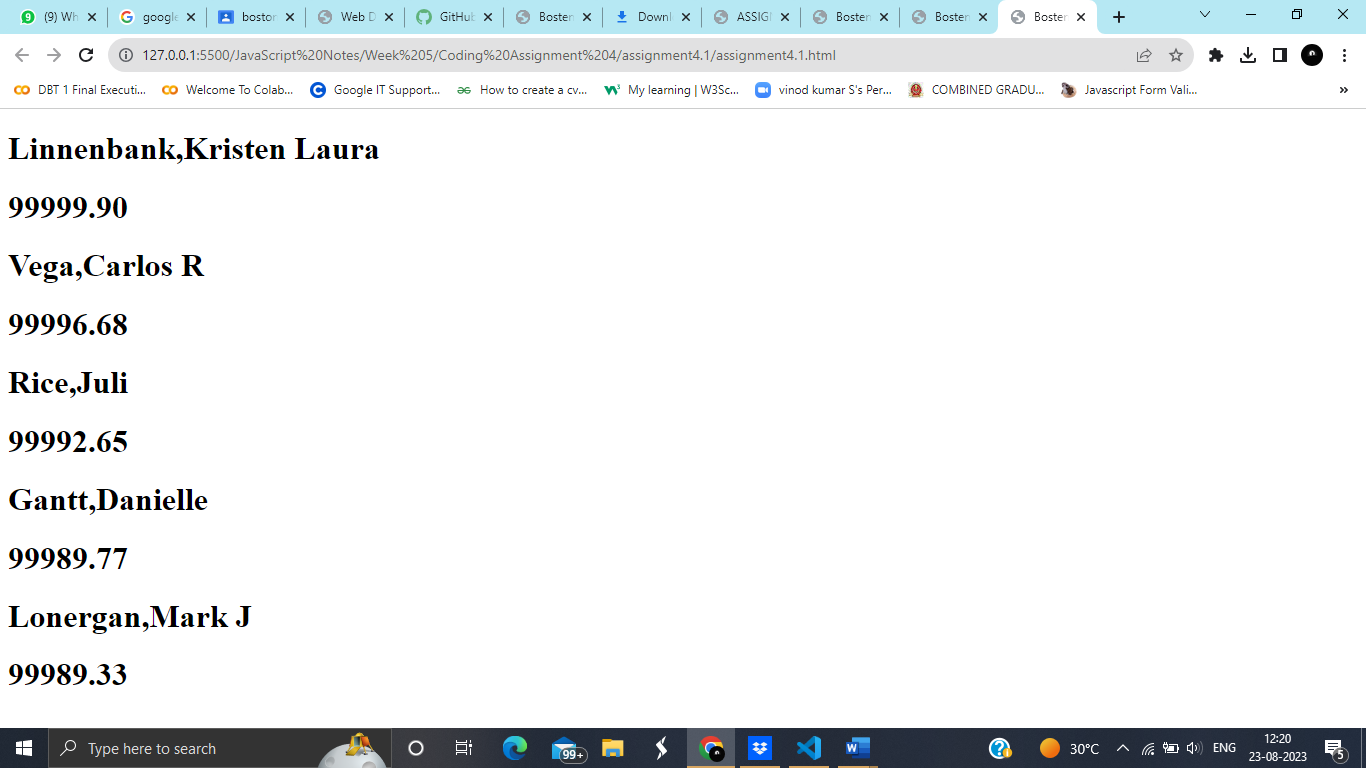 (9) Wh
google
bostor
Web D
GitHub
Bosten
Downl
ASSIGI
Bosten
Bosten
Bosten
127.0.0.1:5500/JavaScript%20Notes/Week%205/Coding%20Assignment%204/assignment4.1/assignment4.1.html
DBT 1 Final Executi... Welcome To Colab... Google IT Support... How to create a cv... My learning | W3Sc... vinod kumar S's Per... COMBINED GRADU... Javascript Form Vali... »
Linnenbank,Kristen Laura
99999.90
Vega,Carlos R
99996.68
Rice,Juli
99992.65
Gantt,Danielle
99989.77
Lonergan,Mark J
99989.33
Type here to search
99+
30°C
ENG
12:20
23-08-2023
5